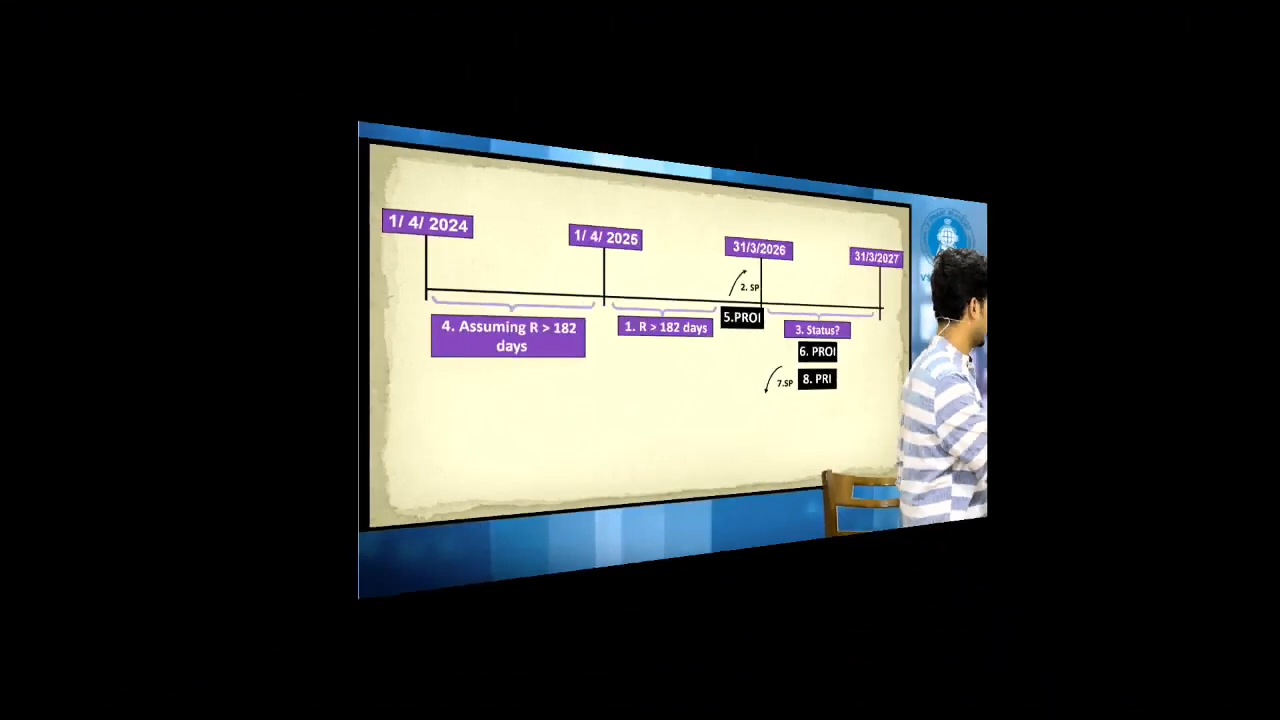 1/ 4/ 2024
1/ 4/ 2025
31/3/2026
31/3/2027
2. SP
4. Assuming R > 182
days
1. R > 182 days
5.PROI
3. Status?
6. PROI
7.SP
8. PRI